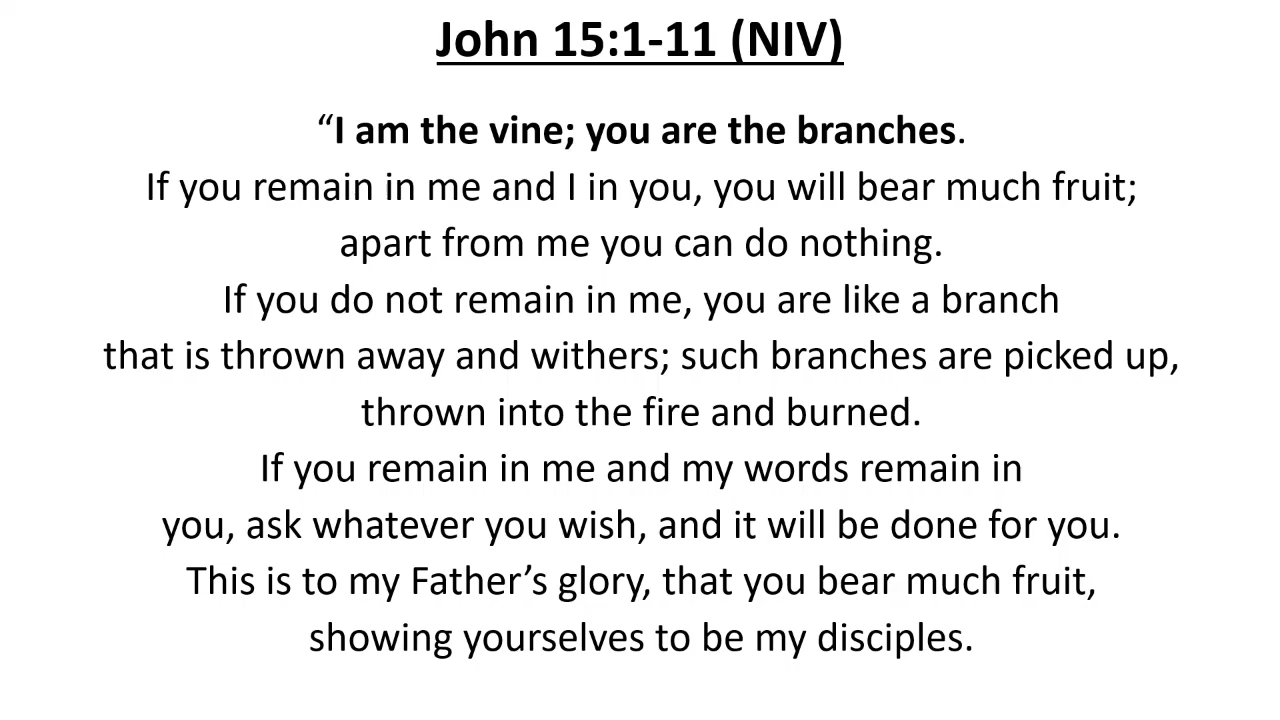 John 15:1-11 (NIV)
“I am the vine; you are the branches.
If you remain in me and I in you, you will bear much fruit;
apart from me you can do nothing.
If you do not remain in me, you are like a branch
that is thrown away and withers; such branches are picked up,
thrown into the fire and burned.
If you remain in me and my words remain in
you, ask whatever you wish, and it will be done for you.
This is to my Father’s glory, that you bear much fruit,
showing yourselves to be my disciples.